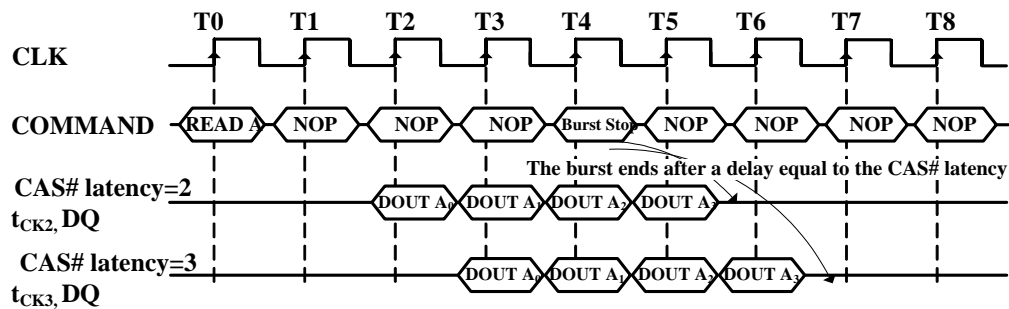 T0 T1 T2 T3 T4 T5 T6 T7 T8
CLK
COMMAND READ A NOP NOP NOP Burst Stop NOP NOP NOP NOP
The burst ends after a delay equal to the CAS# latency
CAS# latency=2
tCK2, DQ DOUT A0 DOUT A1 DOUT A2 DOUT A3
CAS# latency=3
tCK3, DQ DOUT A0 DOUT A1 DOUT A2 DOUT A3